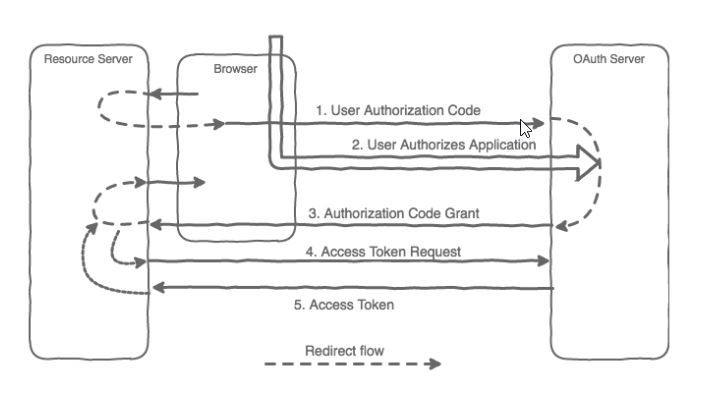 Resource Server
Browser
OAuth Server
1. User Authorization Code
2. User Authorizes Application
3. Authorization Code Grant
4. Access Token Request
5. Access Token
Redirect flow